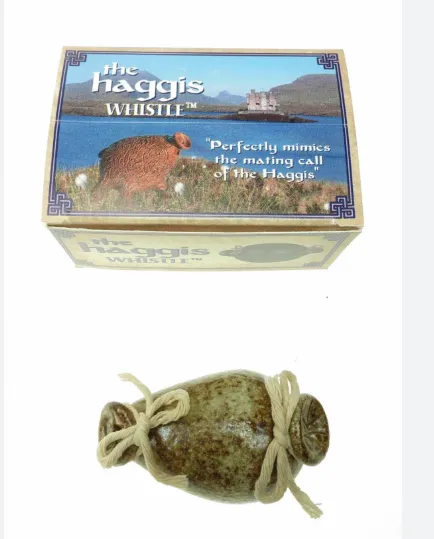 the
haggis
WHISTLE™
"Perfectly mimics
the mating call
of the Haggis"
the
haggis
WHISTLE™